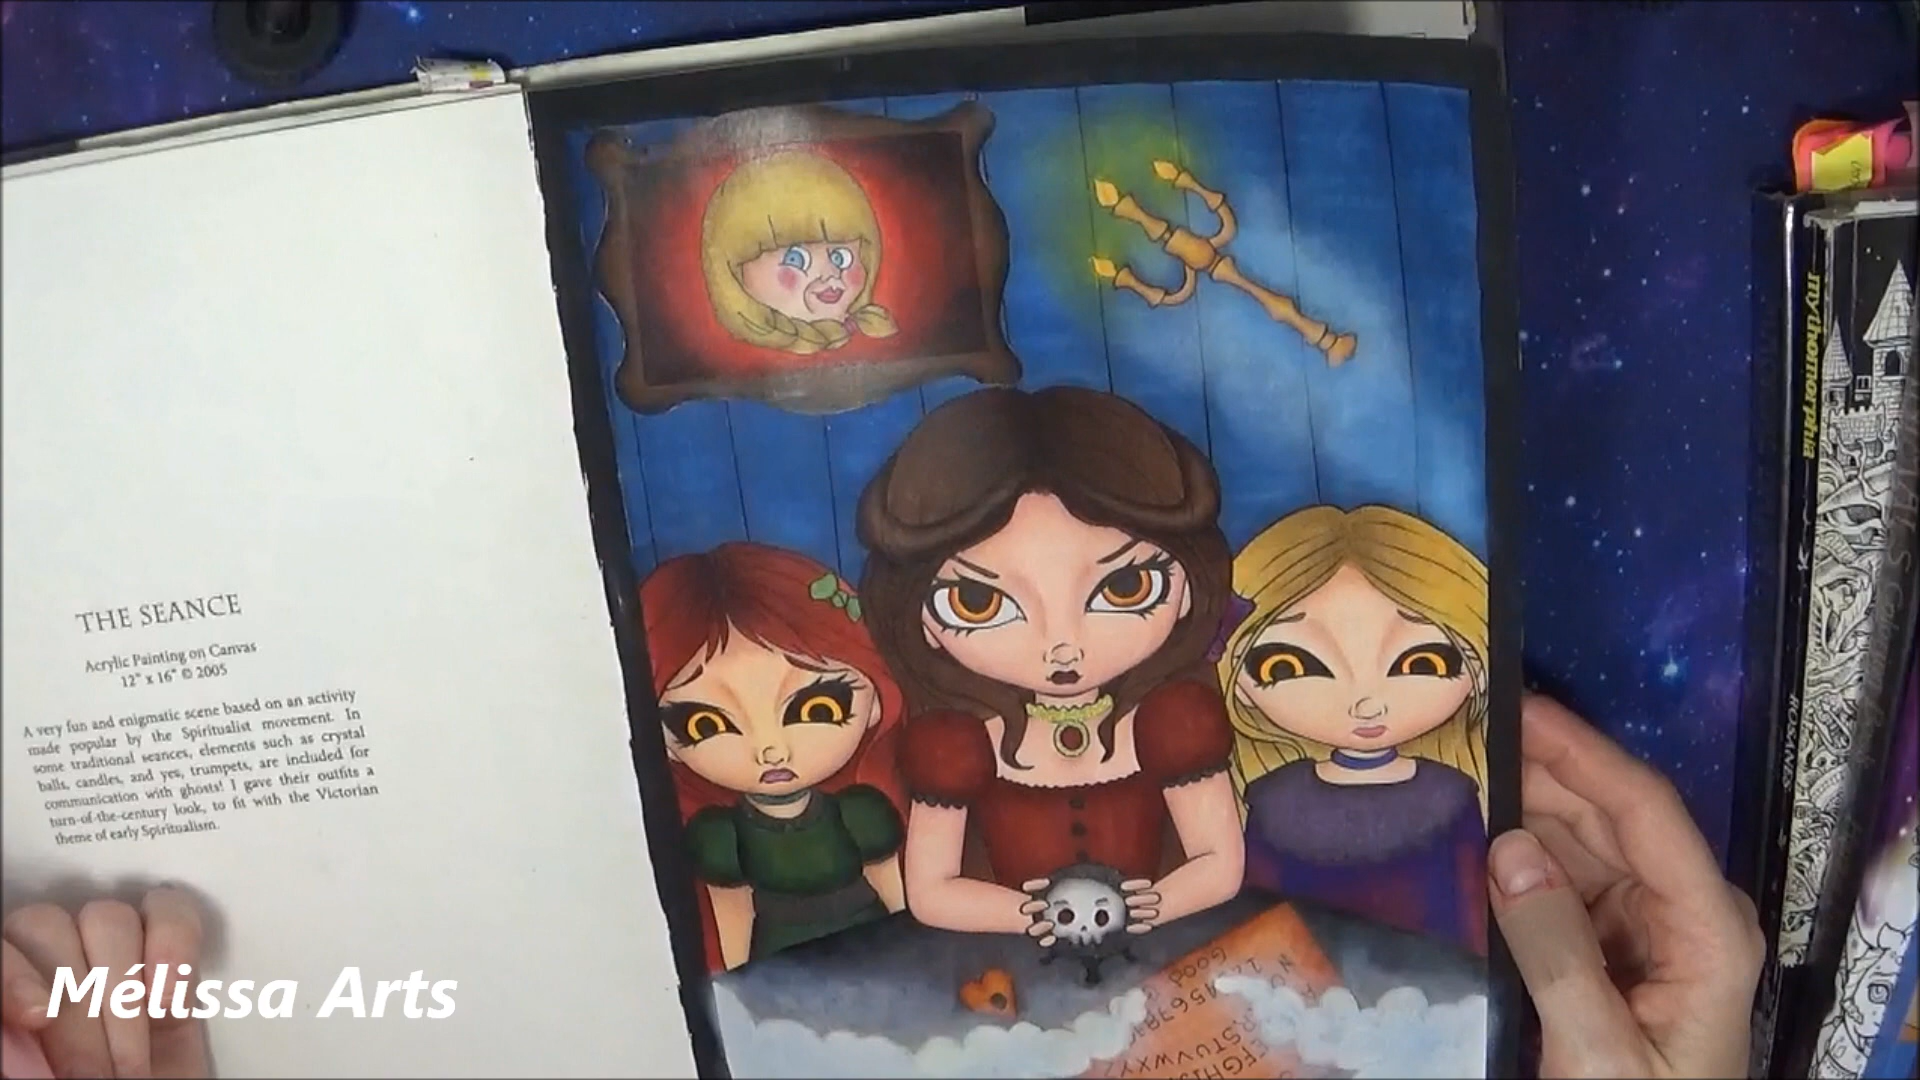 THE SEANCE
Acrylic Painting on Canvas
12" x 16" © 2005
A very fun and enigmatic scene based on an activity
made popular by the Spiritualist movement. In
some traditional seances, elements such as crystal
balls, candles, and yes, trumpets, are included for
communication with ghosts! I gave their outfits a
turn-of-the-century look, to fit with the Victorian
theme of early Spiritualism.
Mélissa Arts
GOOD
mythomorphia
ROSANES